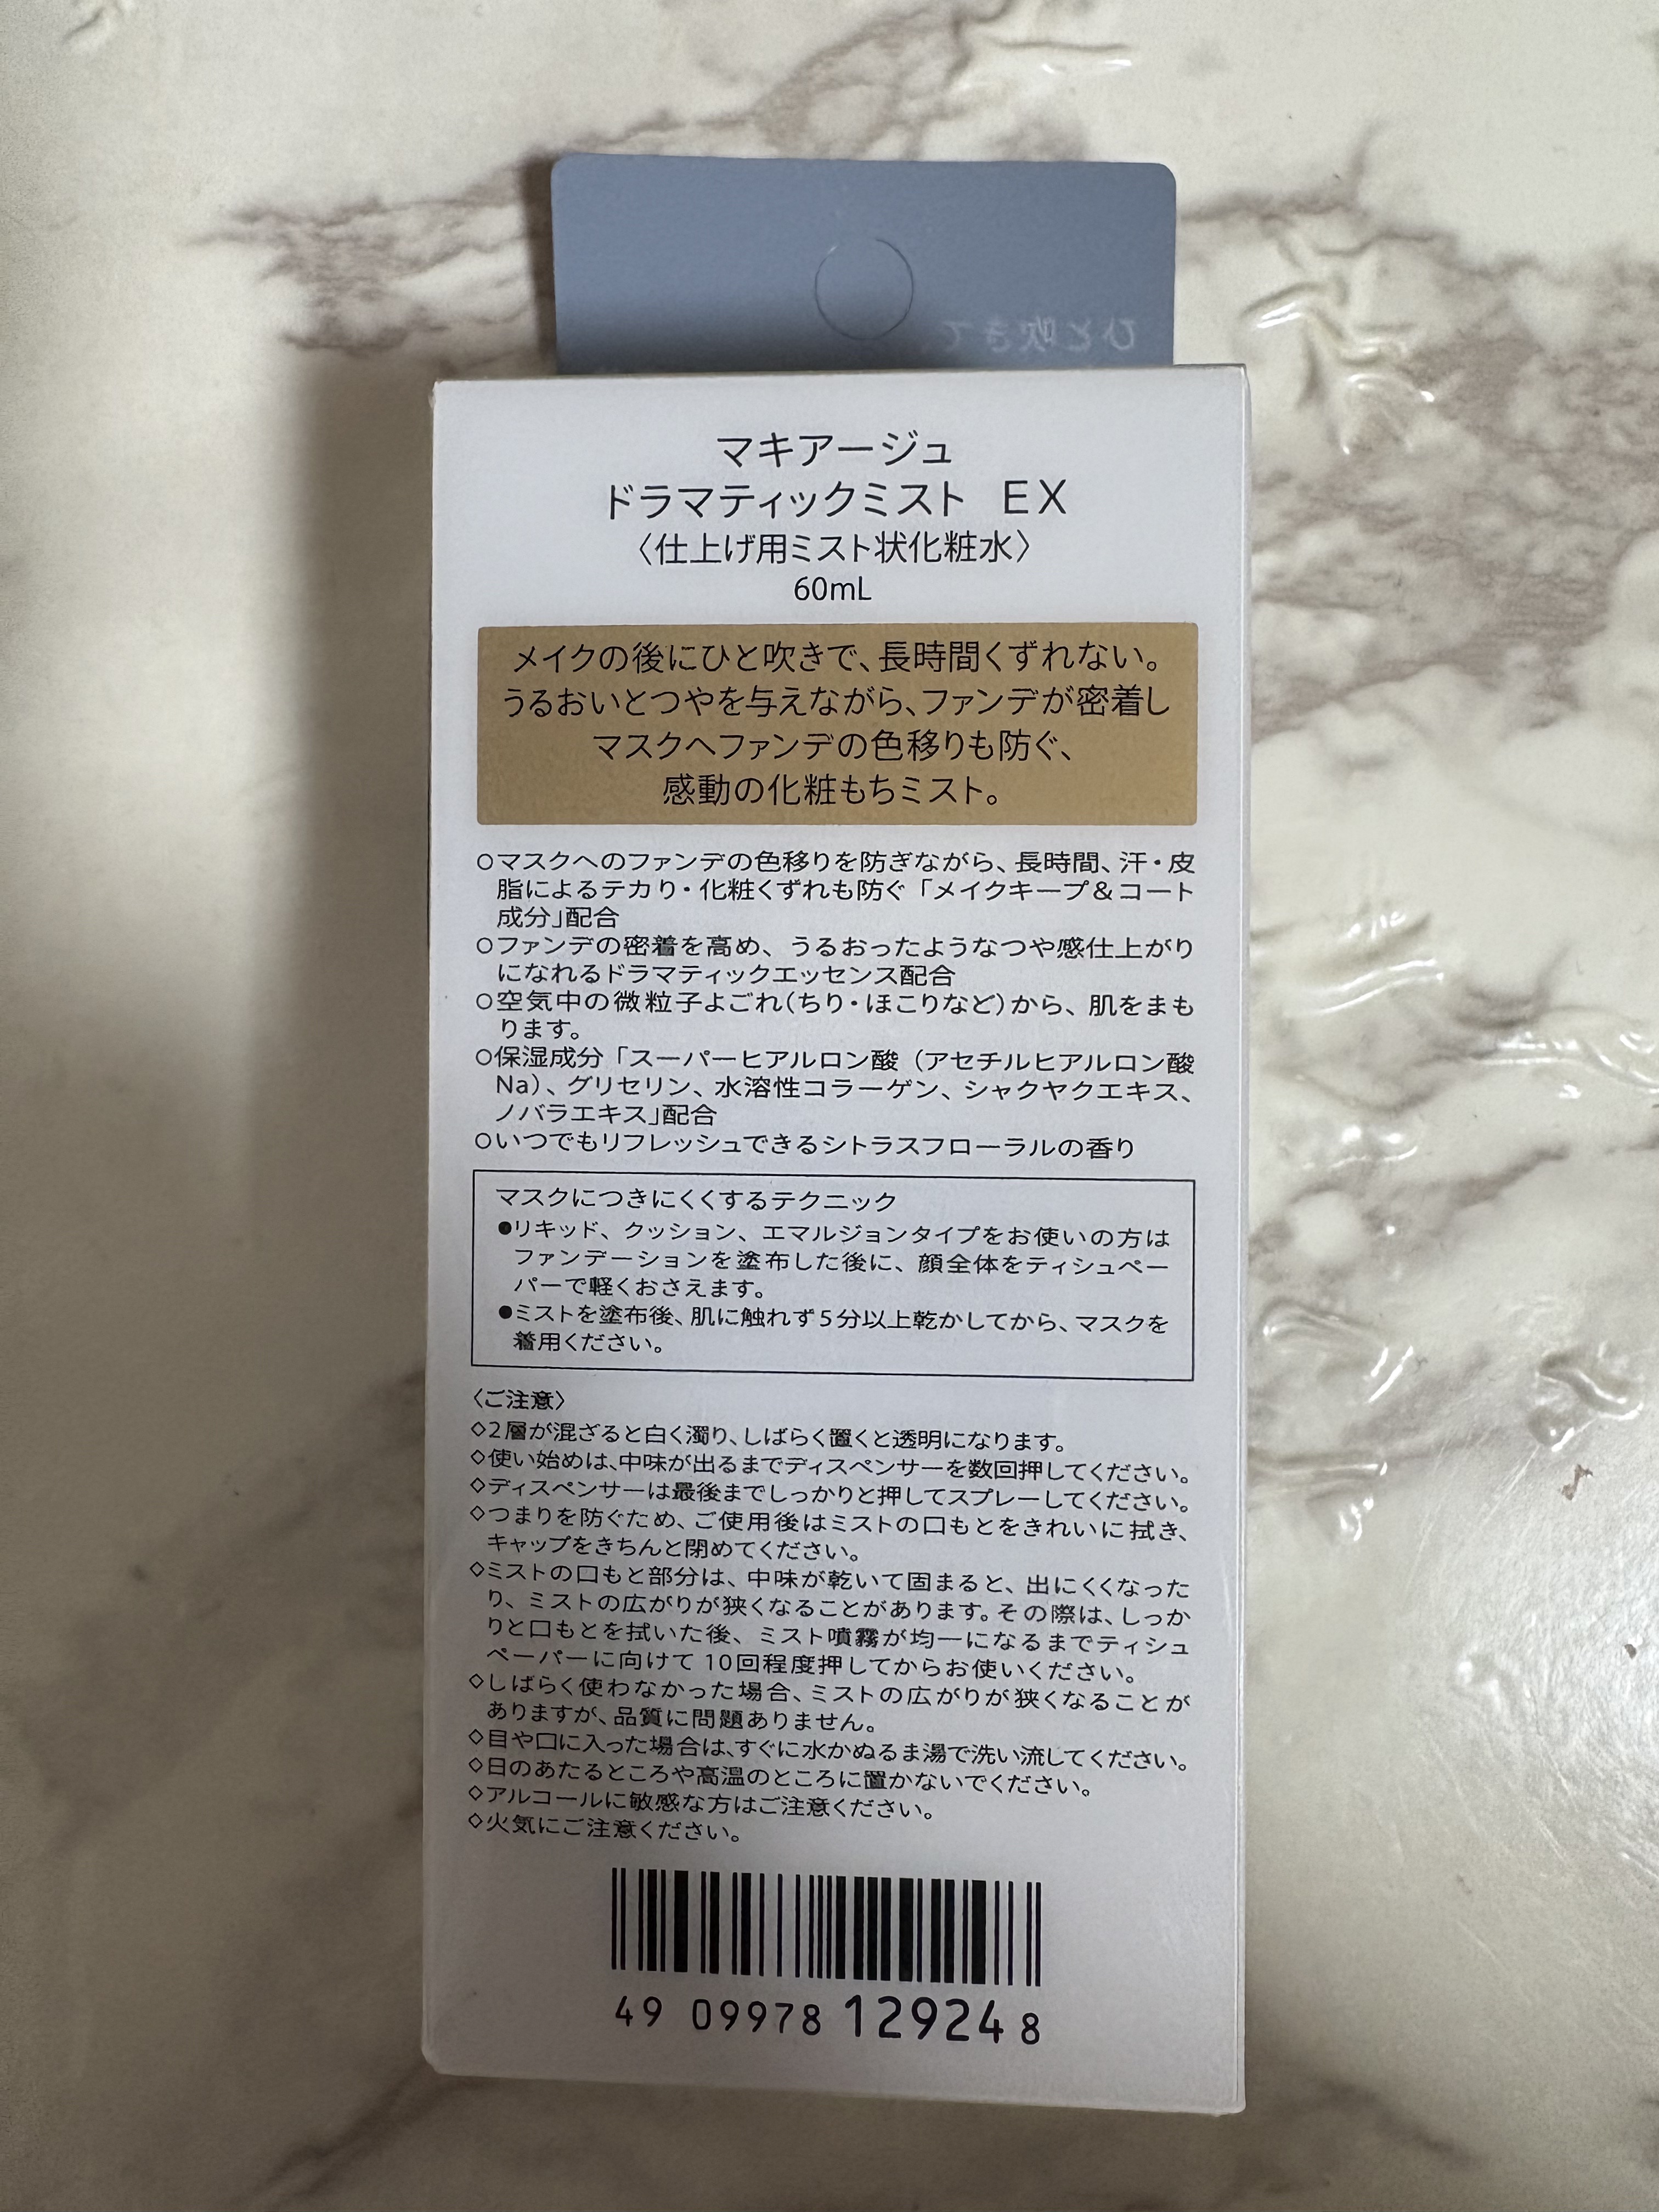 ひと吹きで
マキアージュ
ドラマティックミスト EX
〈仕上げ用ミスト状化粧水〉
60mL
メイクの後にひと吹きで、長時間くずれない。
うるおいとつやを与えながら、ファンデが密着し
マスクへファンデの色移りも防ぐ、
感動の化粧もちミスト。
○マスクへのファンデの色移りを防ぎながら、長時間、汗・皮
脂によるテカり・化粧くずれも防ぐ「メイクキープ&コート
成分」配合
○ファンデの密着を高め、うるおったようなつや感仕上がり
になれるドラマティックエッセンス配合
○空気中の微粒子よごれ(ちり・ほこりなど)から、肌をまも
ります。
○保湿成分「スーパーヒアルロン酸(アセチルヒアルロン酸
Na)、グリセリン、水溶性コラーゲン、シャクヤクエキス、
ノバラエキス」配合
○いつでもリフレッシュできるシトラスフローラルの香り
マスクにつきにくくするテクニック
●リキッド、クッション、エマルジョンタイプをお使いの方は
ファンデーションを塗布した後に、顔全体をティシュペー
パーで軽くおさえます。
●ミストを塗布後、肌に触れず5分以上乾かしてから、マスクを
着用ください。
〈ご注意〉
◇2層が混ざると白く濁り、しばらく置くと透明になります。
◇使い始めは、中味が出るまでディスペンサーを数回押してください。
◇ディスペンサーは最後までしっかりと押してスプレーしてください。
◇つまりを防ぐため、ご使用後はミストの口もとをきれいに拭き、
キャップをきちんと閉めてください。
◇ミストの口もと部分は、中味が乾いて固まると、出にくくなった
り、ミストの広がりが狭くなることがあります。その際は、しっか
りと口もとを拭いた後、ミスト噴霧が均一になるまでティシュ
ペーパーに向けて10回程度押してからお使いください。
◇しばらく使わなかった場合、ミストの広がりが狭くなることが
ありますが、品質に問題ありません。
◇目や口に入った場合は、すぐに水かぬるま湯で洗い流してください。
◇日のあたるところや高温のところに置かないでください。
◇アルコールに敏感な方はご注意ください。
◇火気にご注意ください。
49 09978 12924 8